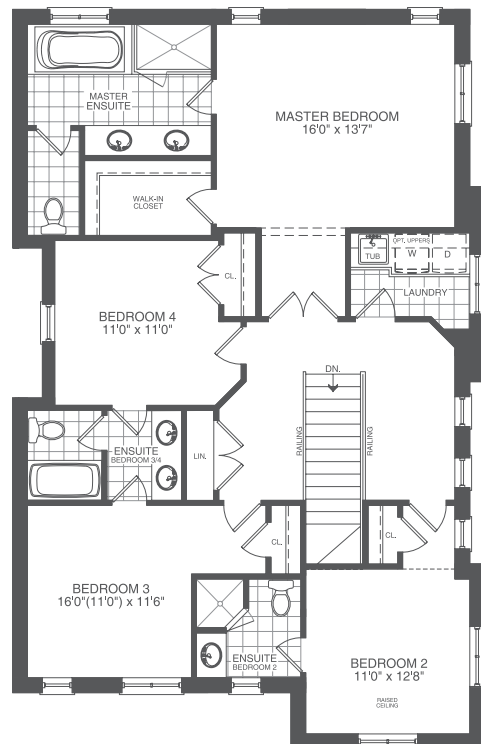 MASTER
ENSUITE
MASTER BEDROOM
16'0" x 13'7"
WALK-IN
CLOSET
OPT. UPPERS
TUB
W
D
LAUNDRY
CL.
BEDROOM 4
11'0" x 11'0"
DN.
RAILING
RAILING
LIN.
ENSUITE
BEDROOM 3/4
CL.
CL.
BEDROOM 3
16'0"(11'0") x 11'6"
ENSUITE
BEDROOM 2
BEDROOM 2
11'0" x 12'8"
RAISED
CEILING